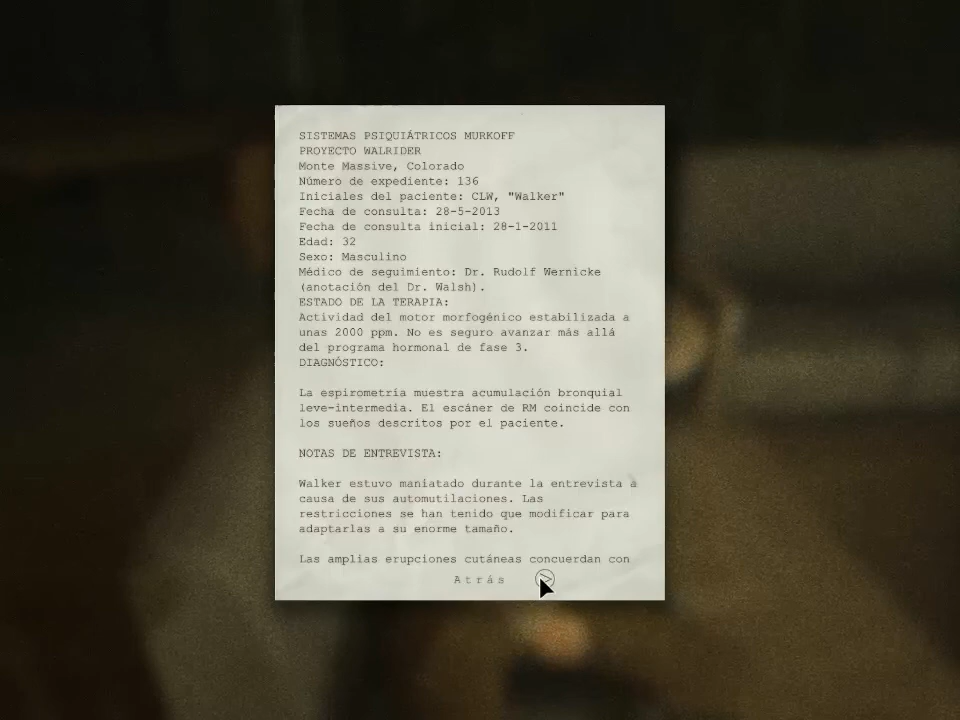 SISTEMAS PSIQUIÁTRICOS MURKOFF
PROYECTO WALRIDER
Monte Massive, Colorado
Número de expediente: 136
Iniciales del paciente: CLW, "Walker"
Fecha de consulta: 28-5-2013
Fecha de consulta inicial: 28-1-2011
Edad: 32
Sexo: Masculino
Médico de seguimiento: Dr. Rudolf Wernicke
(anotación del Dr. Walsh).
ESTADO DE LA TERAPIA:
Actividad del motor morfogénico estabilizada a
unas 2000 ppm. No es seguro avanzar más allá
del programa hormonal de fase 3.
DIAGNÓSTICO:
La espirometría muestra acumulación bronquial
leve-intermedia. El escáner de RM coincide con
los sueños descritos por el paciente.
NOTAS DE ENTREVISTA:
Walker estuvo maniatado durante la entrevista a
causa de sus automutilaciones. Las
restricciones se han tenido que modificar para
adaptarlas a su enorme tamaño.
Las amplias erupciones cutáneas concuerdan con
Atrás